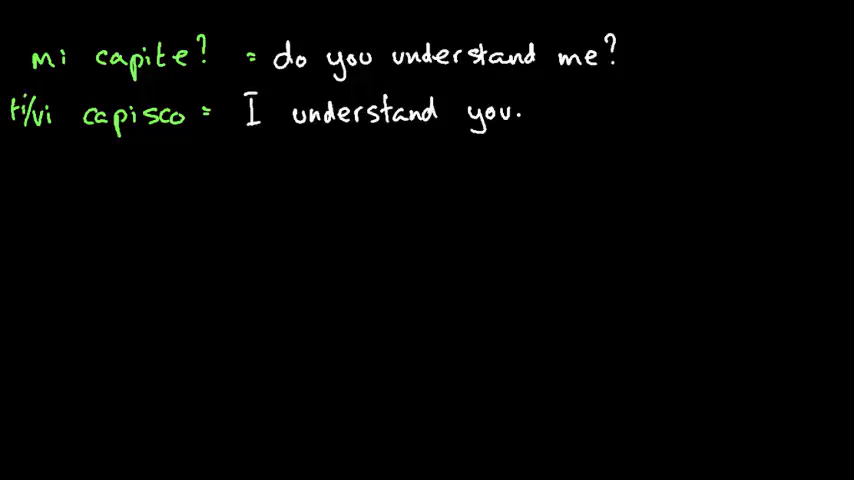 mi capite? = do you understand me?
ti/vi capisco = I understand you.